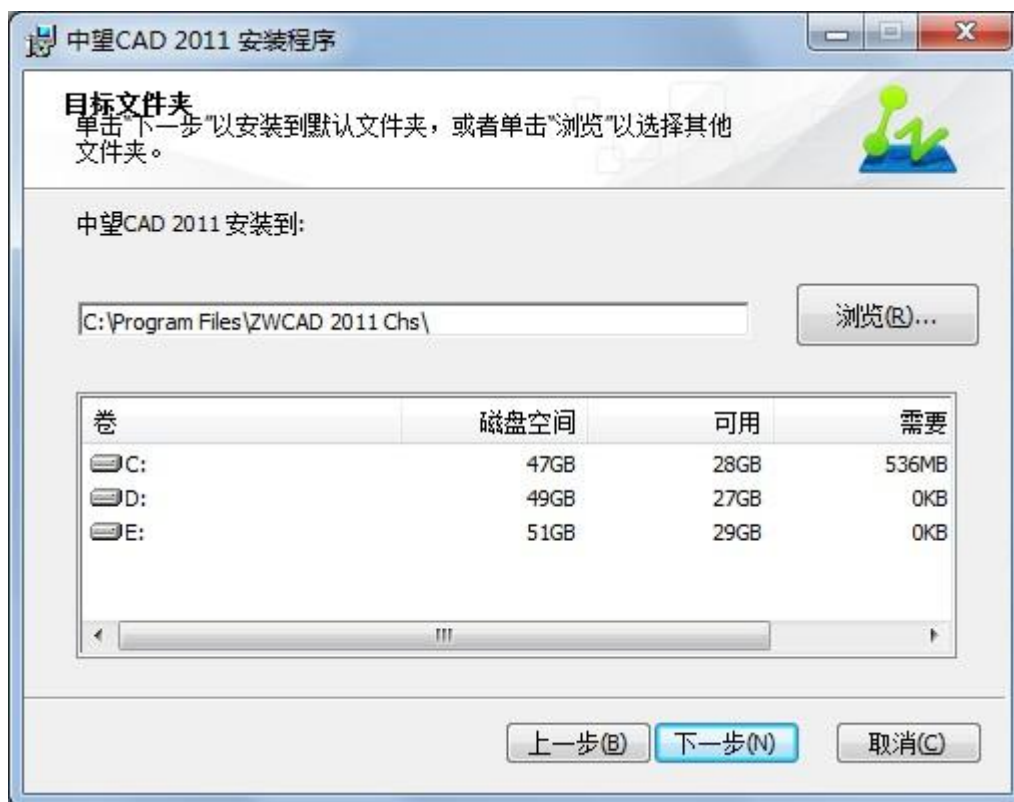 中望CAD 2011 安装程序
目标文件夹
单击"下一步"以安装到默认文件夹，或者单击"浏览"以选择其他
文件夹。
中望CAD 2011 安装到:
C:\Program Files\ZWCAD 2011 Chs\
浏览(R)...
卷 磁盘空间 可用 需要
C: 47GB 28GB 536MB
D: 49GB 27GB 0KB
E: 51GB 29GB 0KB
上一步(B) 下一步(N) 取消(C)